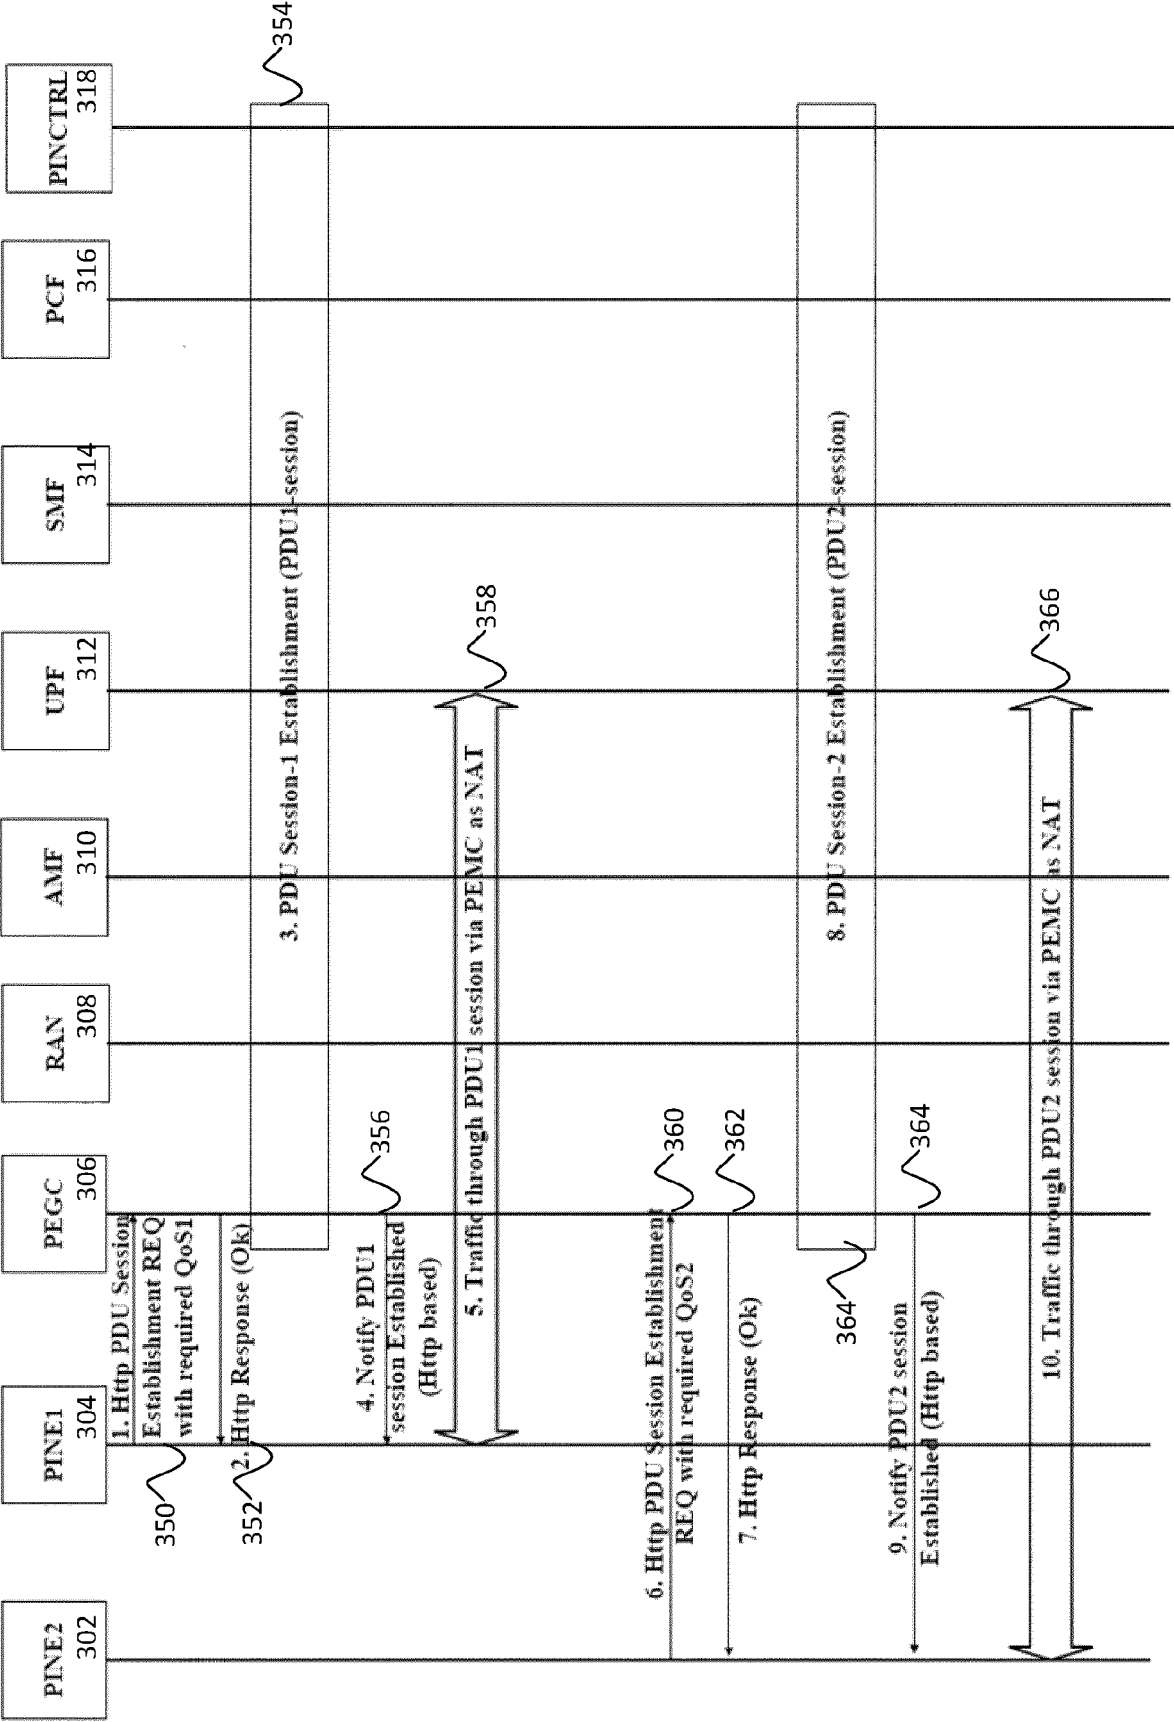 PINE2
302
PINE1
304
PEGC
306
RAN
308
AMF
310
UPF
312
SMF
314
PCF
316
PINCTRL
318
1. Http PDU Session
Establishment REQ
with required QoS1
350
2. Http Response (Ok)
352
3. PDU Session-1 Establishment (PDU1-session)
354
4. Notify PDU1
session Established
(Http based)
356
5. Traffic through PDU1 session via PEMC as NAT
358
6. Http PDU Session Establishment
REQ with required QoS2
360
7. Http Response (Ok)
362
8. PDU Session-2 Establishment (PDU2-session)
364
9. Notify PDU2 session
Established (Http based)
364
10. Traffic through PDU2 session via PEMC as NAT
366